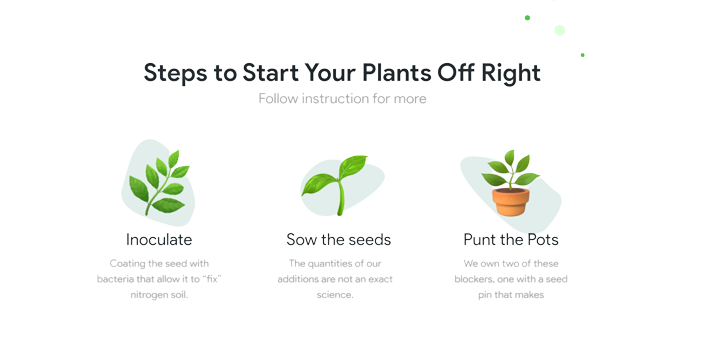 Steps to Start Your Plants Off Right
Follow instruction for more
Inoculate
Coating the seed with
bacteria that allow it to “fix”
nitrogen soil.
Sow the seeds
The quantities of our
additions are not an exact
science.
Punt the Pots
We own two of these
blockers, one with a seed
pin that makes